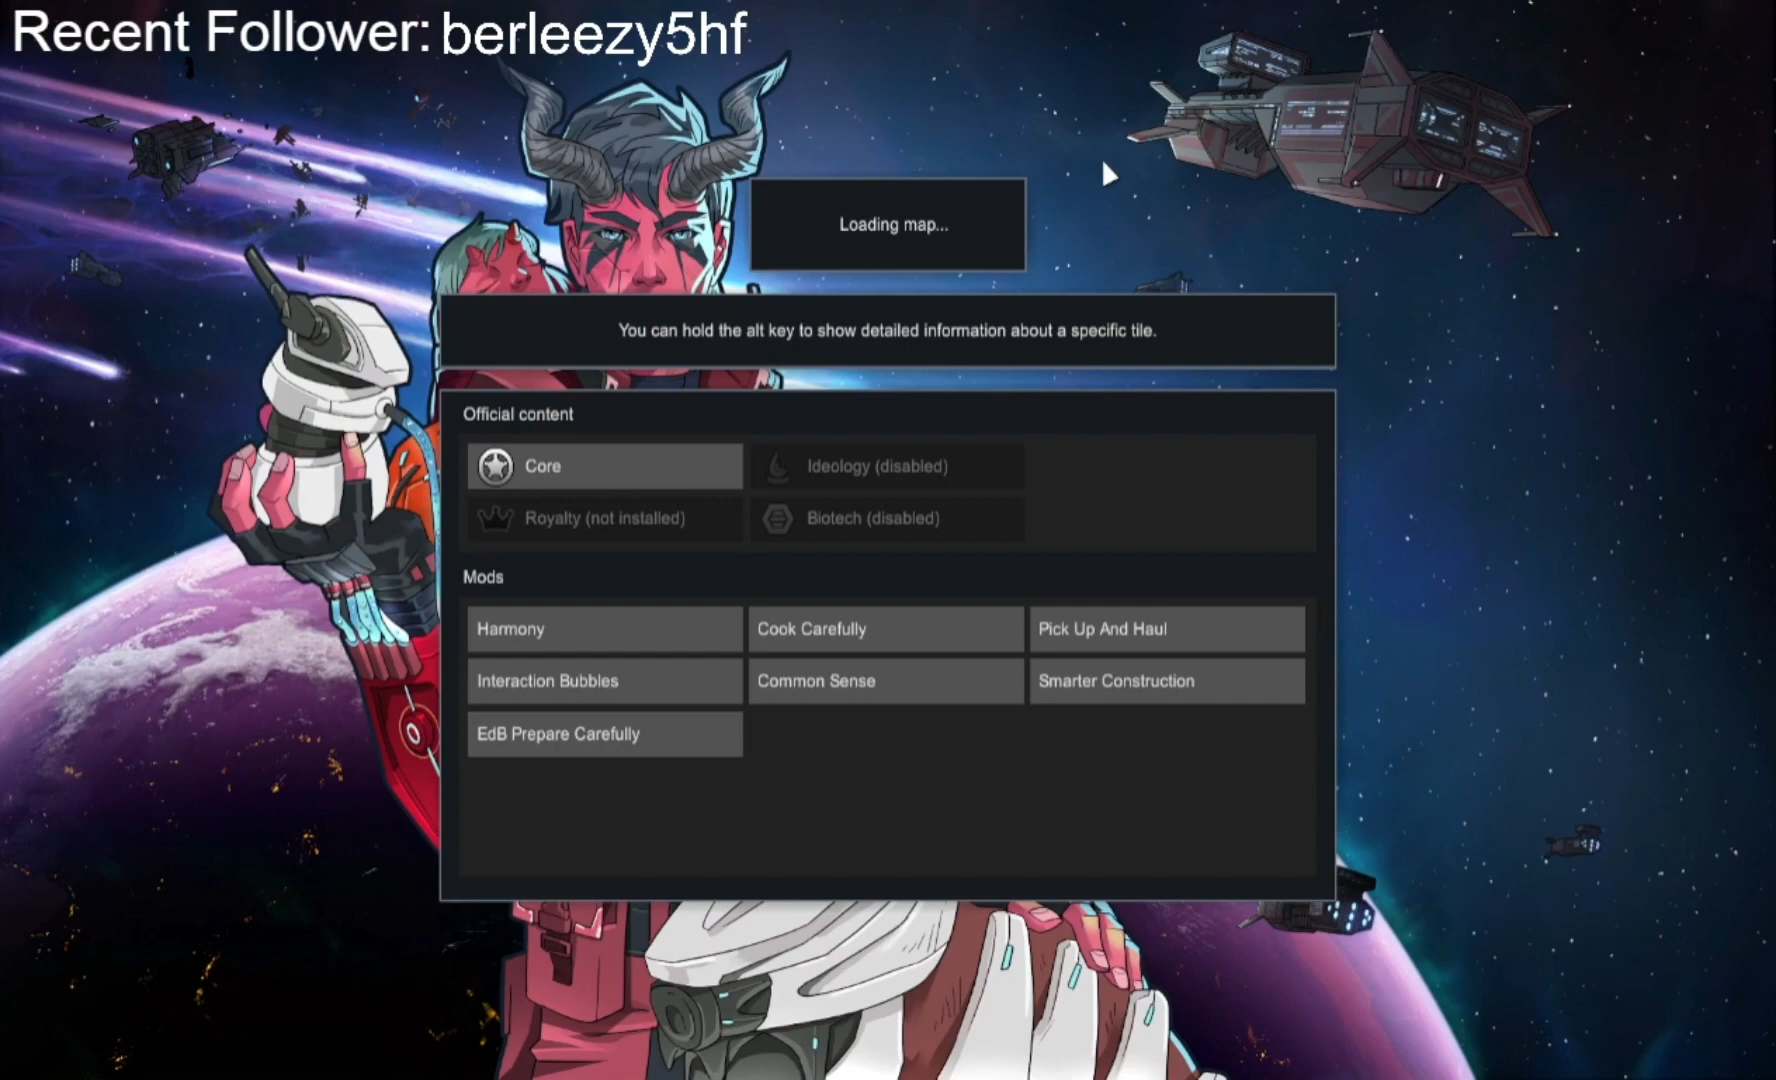 Recent Follower: berleezy5hf
Loading map...
You can hold the alt key to show detailed information about a specific tile.
Official content
Core
Ideology (disabled)
Royalty (not installed)
Biotech (disabled)
Mods
Harmony
Cook Carefully
Pick Up And Haul
Interaction Bubbles
Common Sense
Smarter Construction
EdB Prepare Carefully